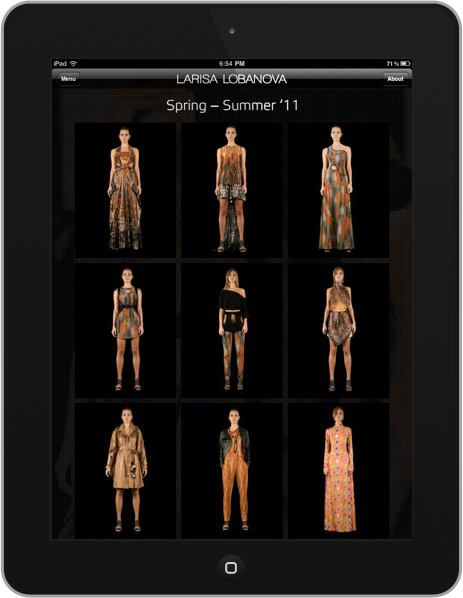 iPad 6:54 PM 71 %
Menu LARISA LOBANOVA About
Spring – Summer ‘11